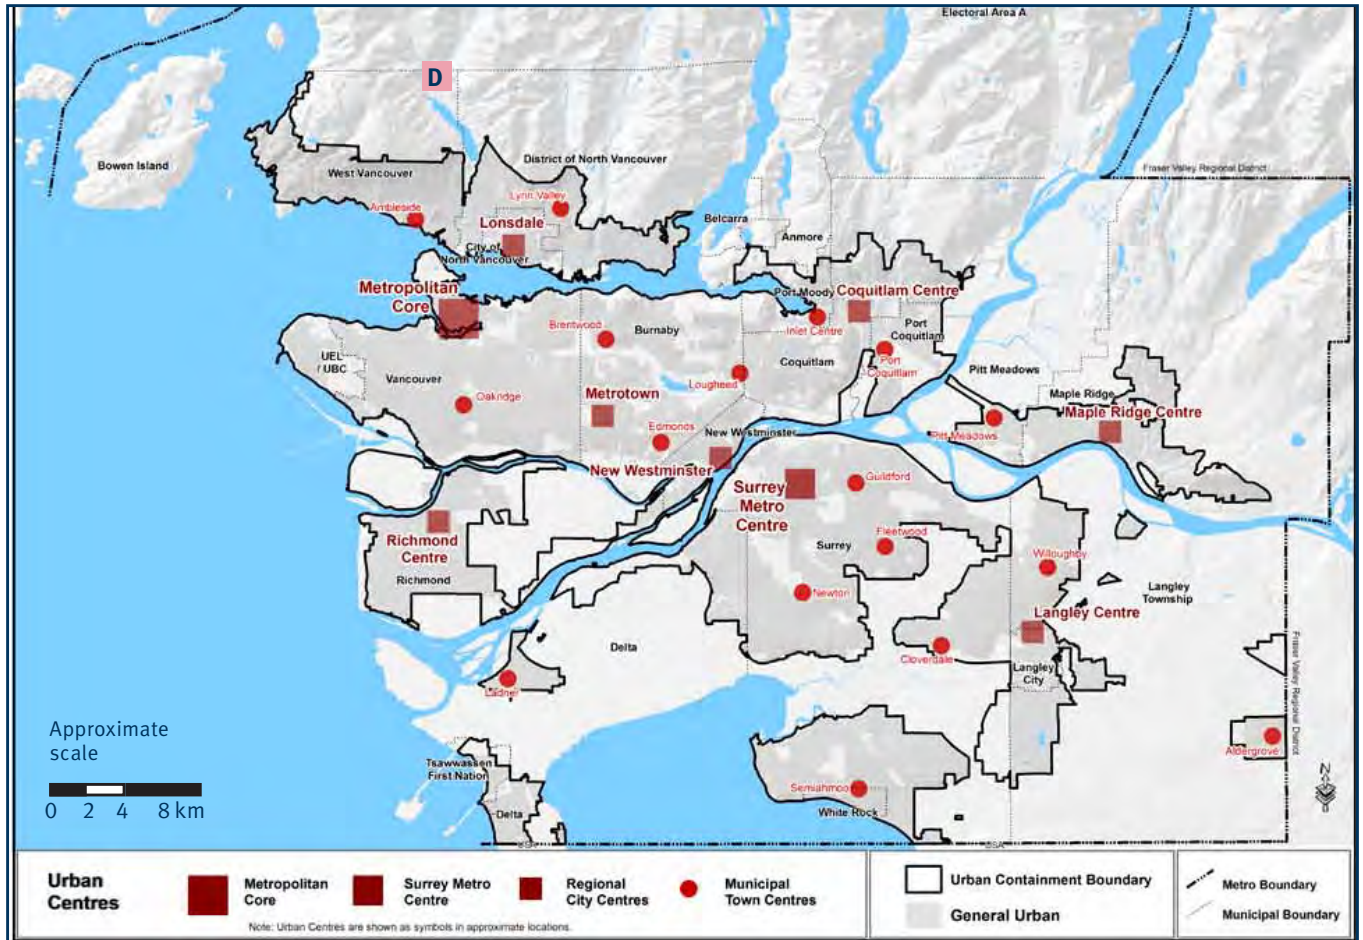 Electoral Area A
D
Bowen Island
West Vancouver
District of North Vancouver
Fraser Valley Regional District
Ambleside
Lynn Valley
Lonsdale
City of
North Vancouver
Belcarra
Anmore
Metropolitan
Core
Port Moody
Coquitlam Centre
Inlet Centre
Port
Coquitlam
Brentwood
Burnaby
Coquitlam
Port
Coquitlam
UEL
/ UBC
Vancouver
Lougheed
Pitt Meadows
Oakridge
Metrotown
Maple Ridge
Maple Ridge Centre
Edmonds
New Westminster
Pitt Meadows
New Westminster
Surrey
Metro
Centre
Guildford
Richmond
Centre
Richmond
Fleetwood
Surrey
Willoughby
Newton
Langley
Township
Langley Centre
Delta
Cloverdale
Langley
City
Fraser Valley Regional District
Ladner
Approximate
scale
0 2 4 8 km
Tsawwassen
First Nation
Delta
Semiahmoo
White Rock
Aldergrove
N
USA
USA
Urban
Centres
Metropolitan
Core
Surrey Metro
Centre
Regional
City Centres
Municipal
Town Centres
Note: Urban Centres are shown as symbols in approximate locations.
Urban Containment Boundary
General Urban
Metro Boundary
Municipal Boundary